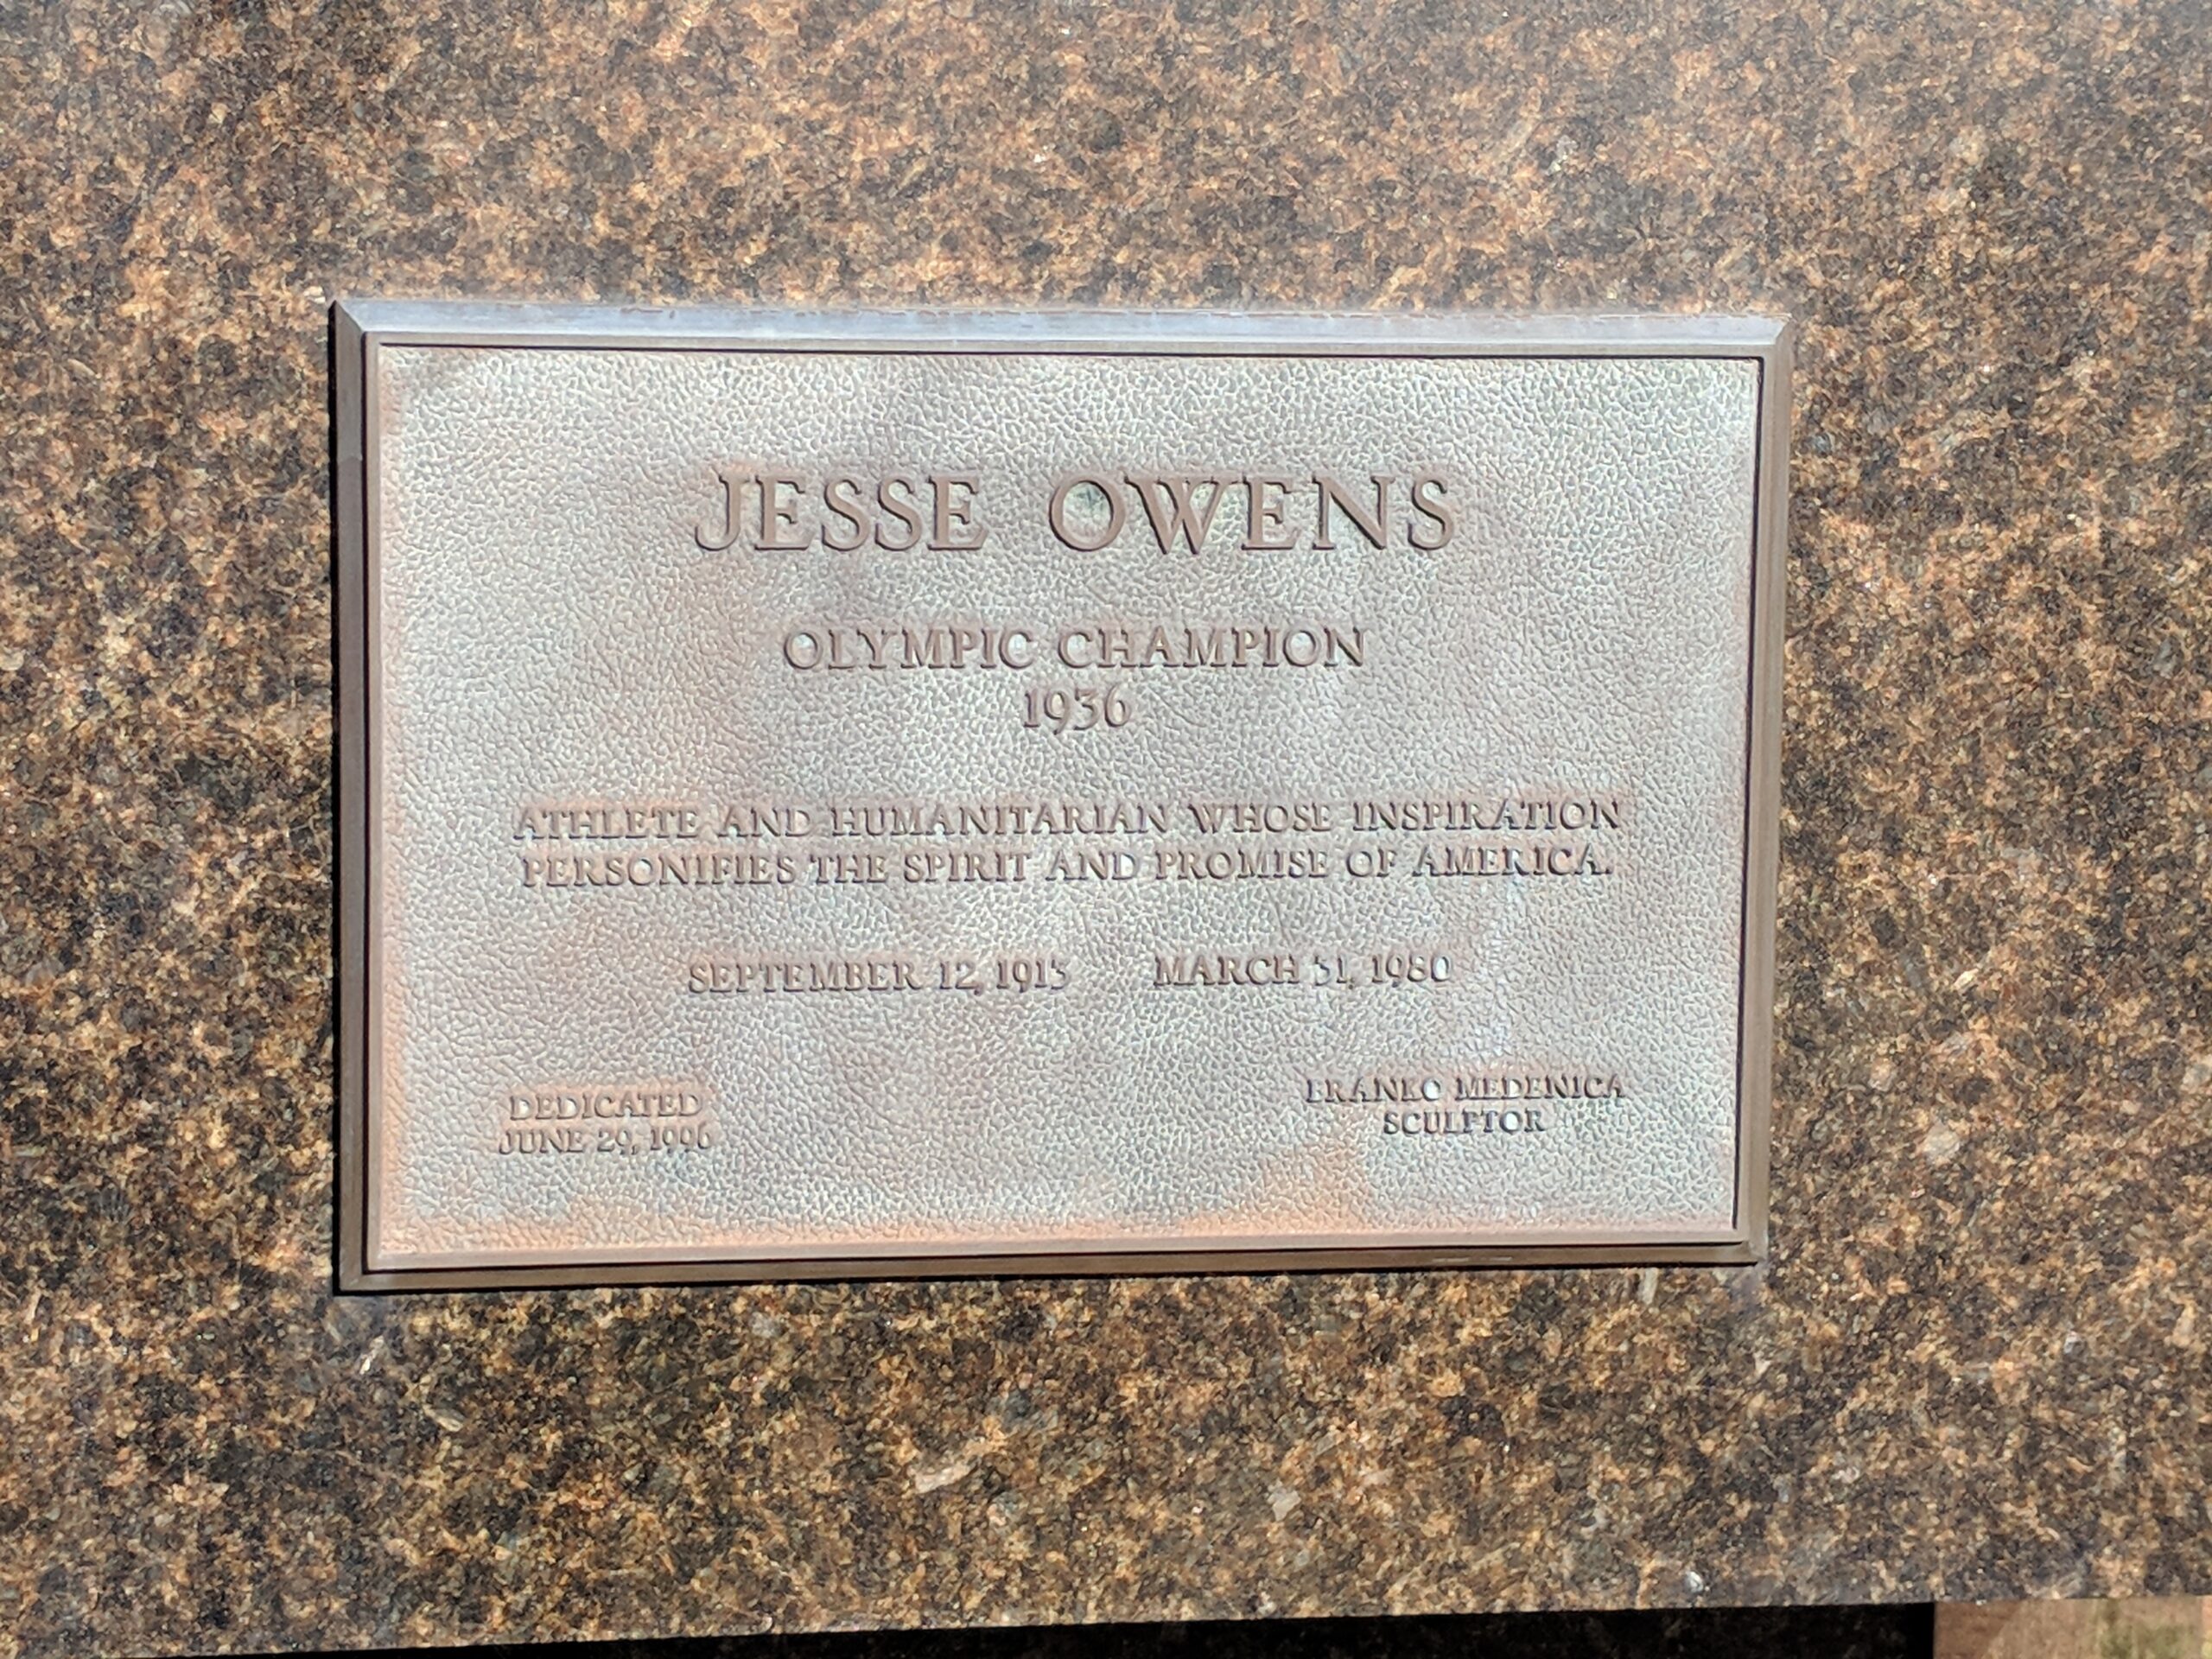 JESSE OWENS
OLYMPIC CHAMPION
1936
ATHLETE AND HUMANITARIAN WHOSE INSPIRATION
PERSONIFIES THE SPIRIT AND PROMISE OF AMERICA.
SEPTEMBER 12, 1913 MARCH 31, 1980
DEDICATED
JUNE 29, 1996
BRANKO MEDENICA
SCULPTOR